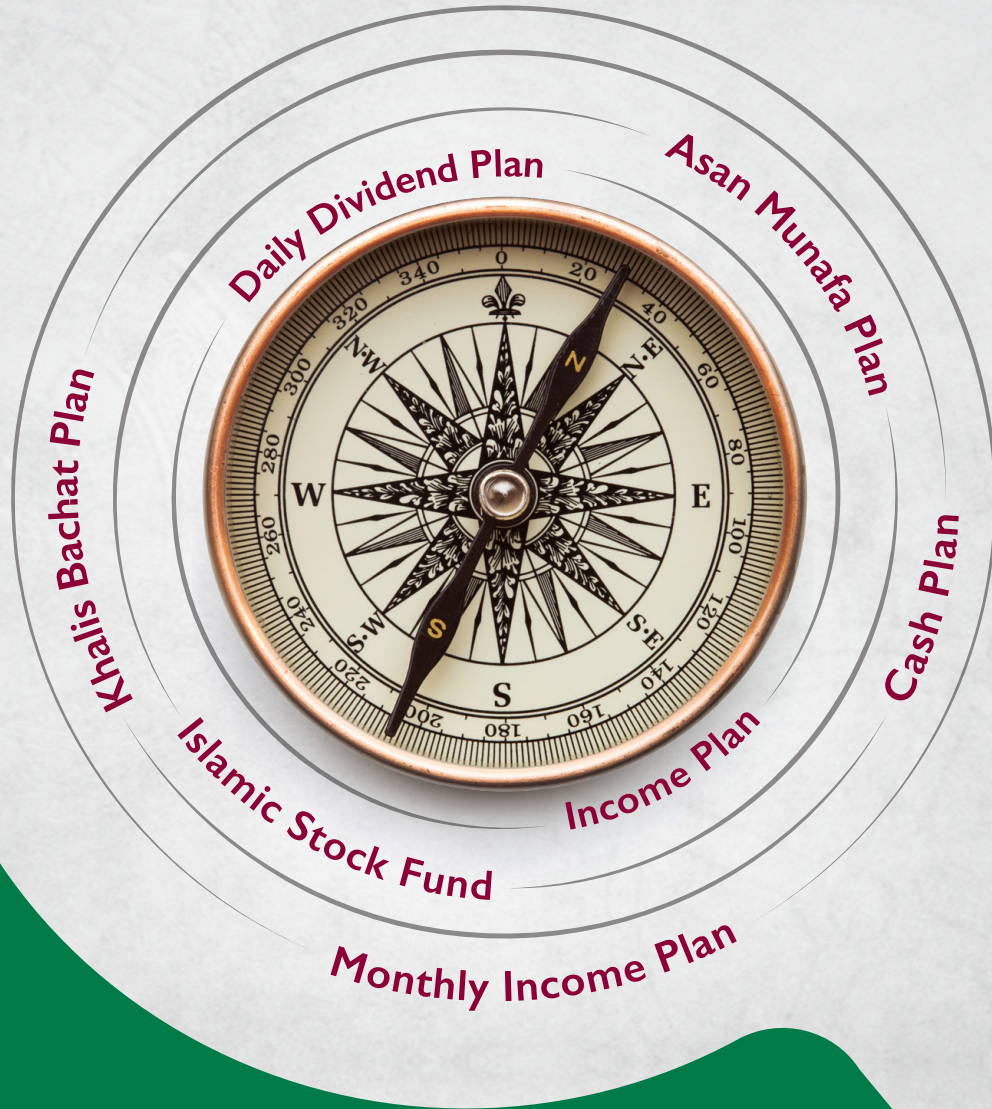 Daily Dividend Plan
Asan Munafa Plan
Khalis Bachat Plan
Cash Plan
Income Plan
Islamic Stock Fund
Monthly Income Plan
0
20
40
60
80
100
120
140
160
180
200
220
240
260
280
300
320
340
N·W
N·E
N
W
E
S·W
S·E
S
S